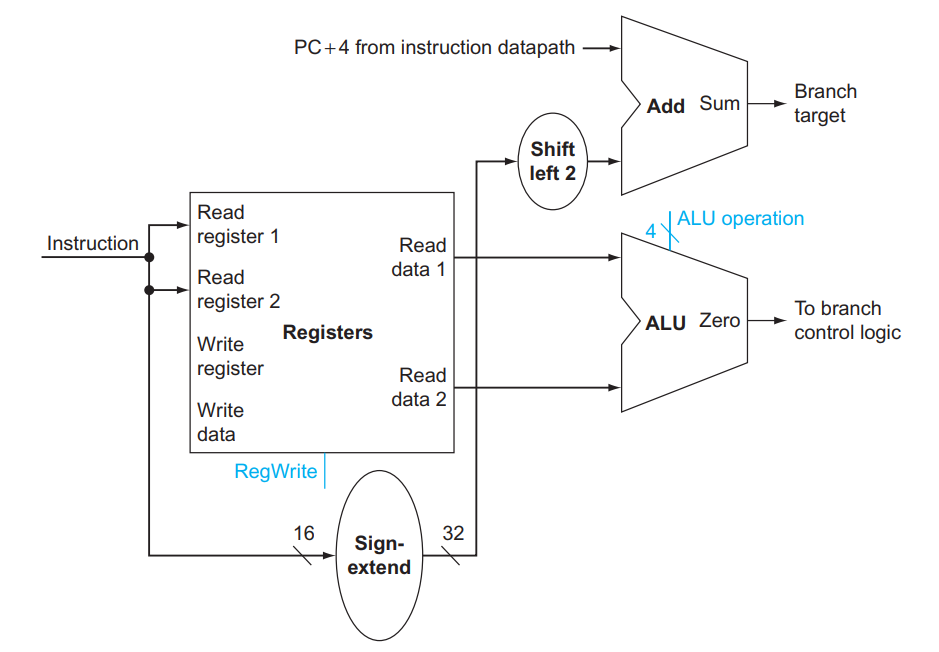 PC+4 from instruction datapath
Add Sum
Branch
target
Shift
left 2
4
ALU operation
Instruction
Read
register 1
Read
register 2
Write
register
Write
data
Registers
Read
data 1
Read
data 2
ALU Zero
To branch
control logic
RegWrite
16
Sign-
extend
32